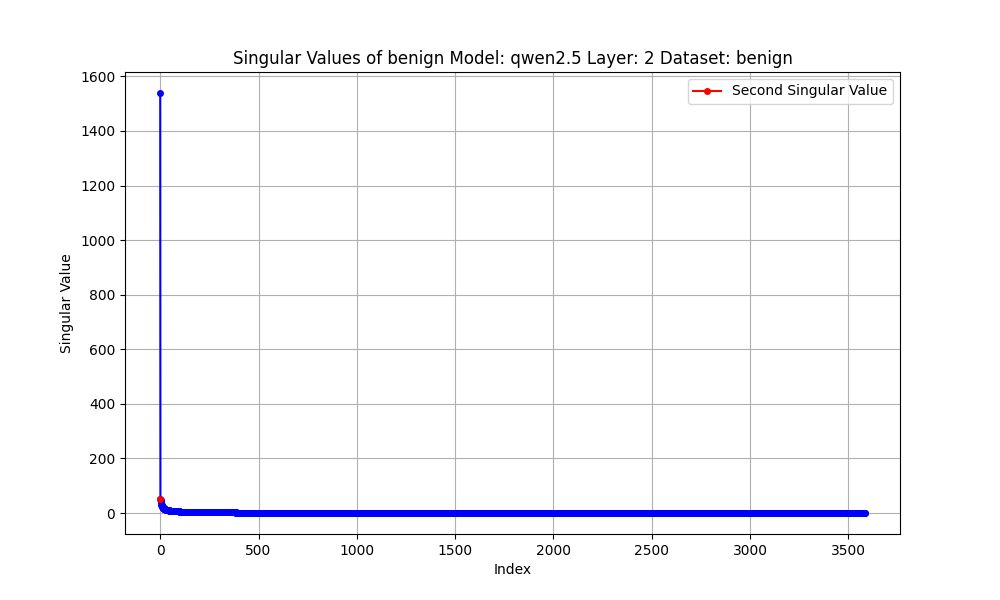 Singular Values of benign Model: qwen2.5 Layer: 2 Dataset: benign
Second Singular Value
Singular Value
1600
1400
1200
1000
800
600
400
200
0
0 500 1000 1500 2000 2500 3000 3500
Index